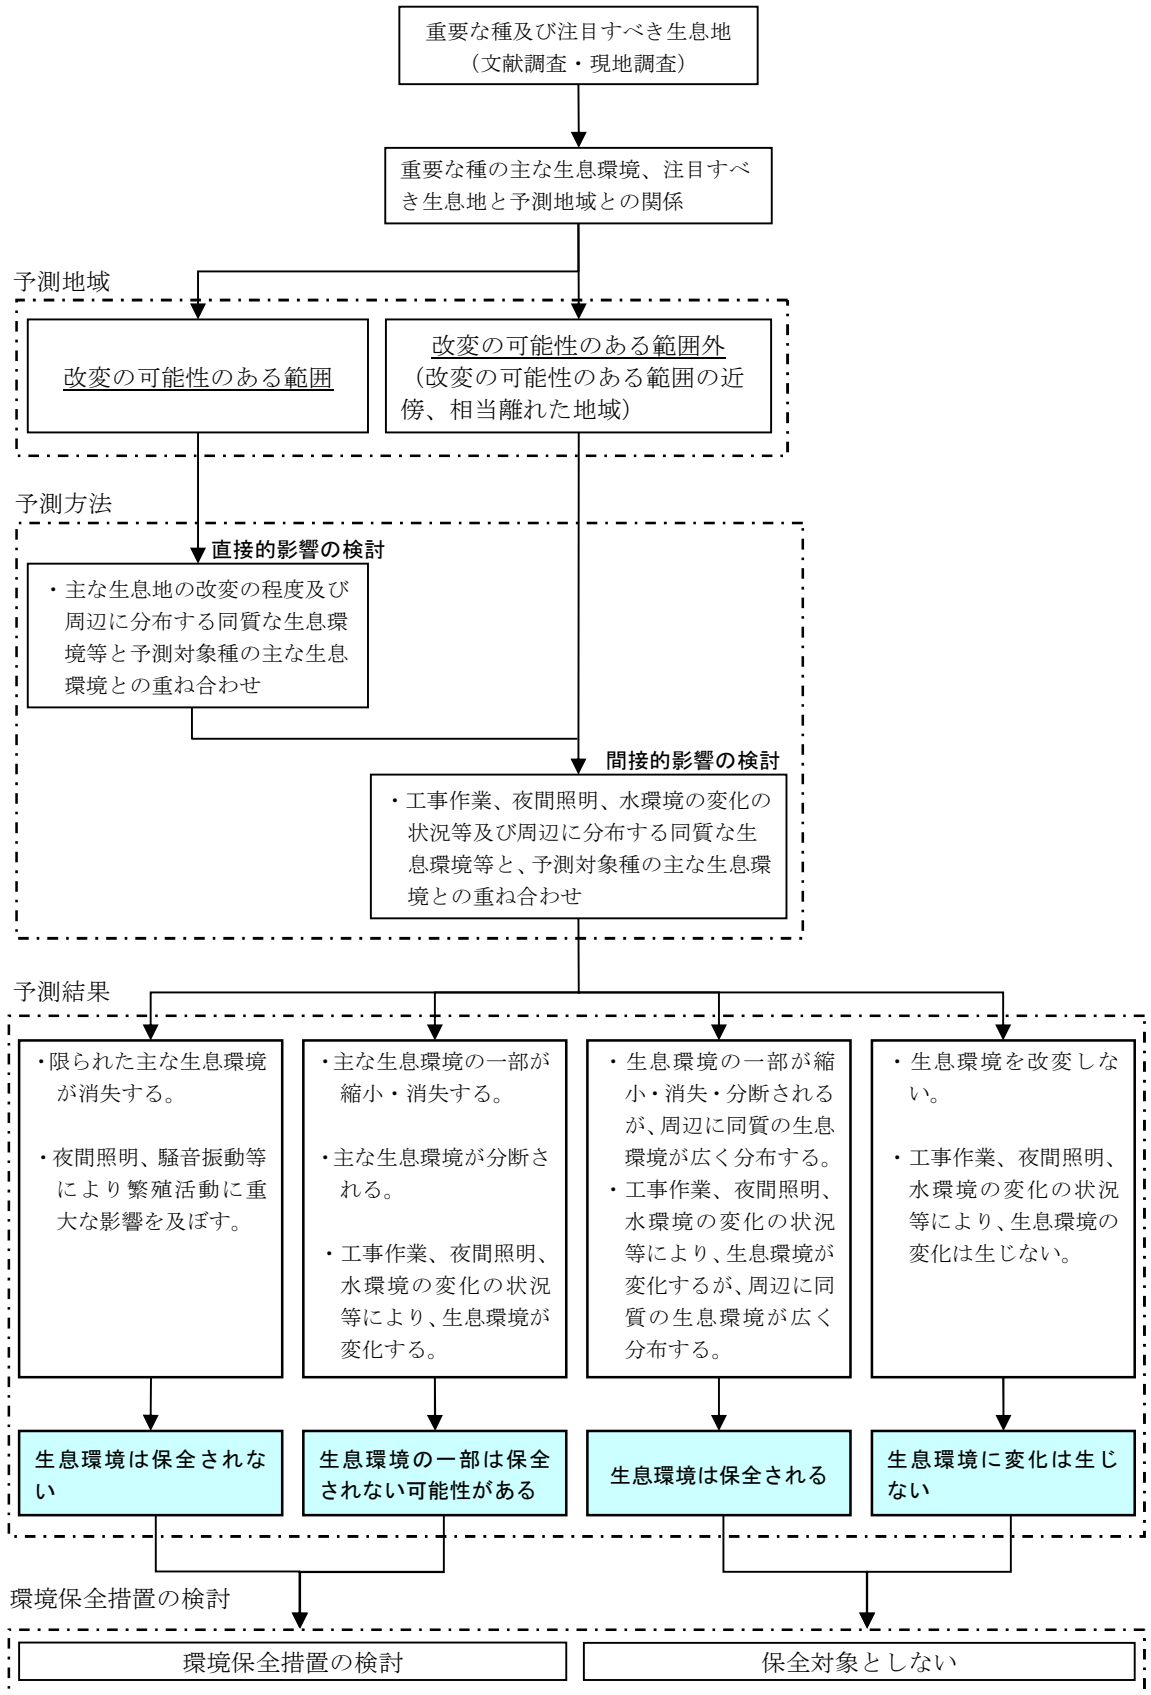 重要な種及び注目すべき生息地
（文献調査・現地調査）
重要な種の主な生息環境、注目すべ
き生息地と予測地域との関係
予測地域
改変の可能性のある範囲
改変の可能性のある範囲外
（改変の可能性のある範囲の近
傍、相当離れた地域）
予測方法
直接的影響の検討
・主な生息地の改変の程度及び
周辺に分布する同質な生息環
境等と予測対象種の主な生息
環境との重ね合わせ
間接的影響の検討
・工事作業、夜間照明、水環境の変化の
状況等及び周辺に分布する同質な生
息環境等と、予測対象種の主な生息環
境との重ね合わせ
予測結果
・限られた主な生息環境
が消失する。
・夜間照明、騒音振動等
により繁殖活動に重
大な影響を及ぼす。
・主な生息環境の一部が
縮小・消失する。
・主な生息環境が分断さ
れる。
・工事作業、夜間照明、
水環境の変化の状況
等により、生息環境が
変化する。
・生息環境の一部が縮
小・消失・分断される
が、周辺に同質の生息
環境が広く分布する。
・工事作業、夜間照明、
水環境の変化の状況
等により、生息環境が
変化するが、周辺に同
質の生息環境が広く
分布する。
・生息環境を改変しな
い。
・工事作業、夜間照明、
水環境の変化の状況
等により、生息環境の
変化は生じない。
生息環境は保全されな
い
生息環境の一部は保全
されない可能性がある
生息環境は保全される
生息環境に変化は生じ
ない
環境保全措置の検討
環境保全措置の検討
保全対象としない